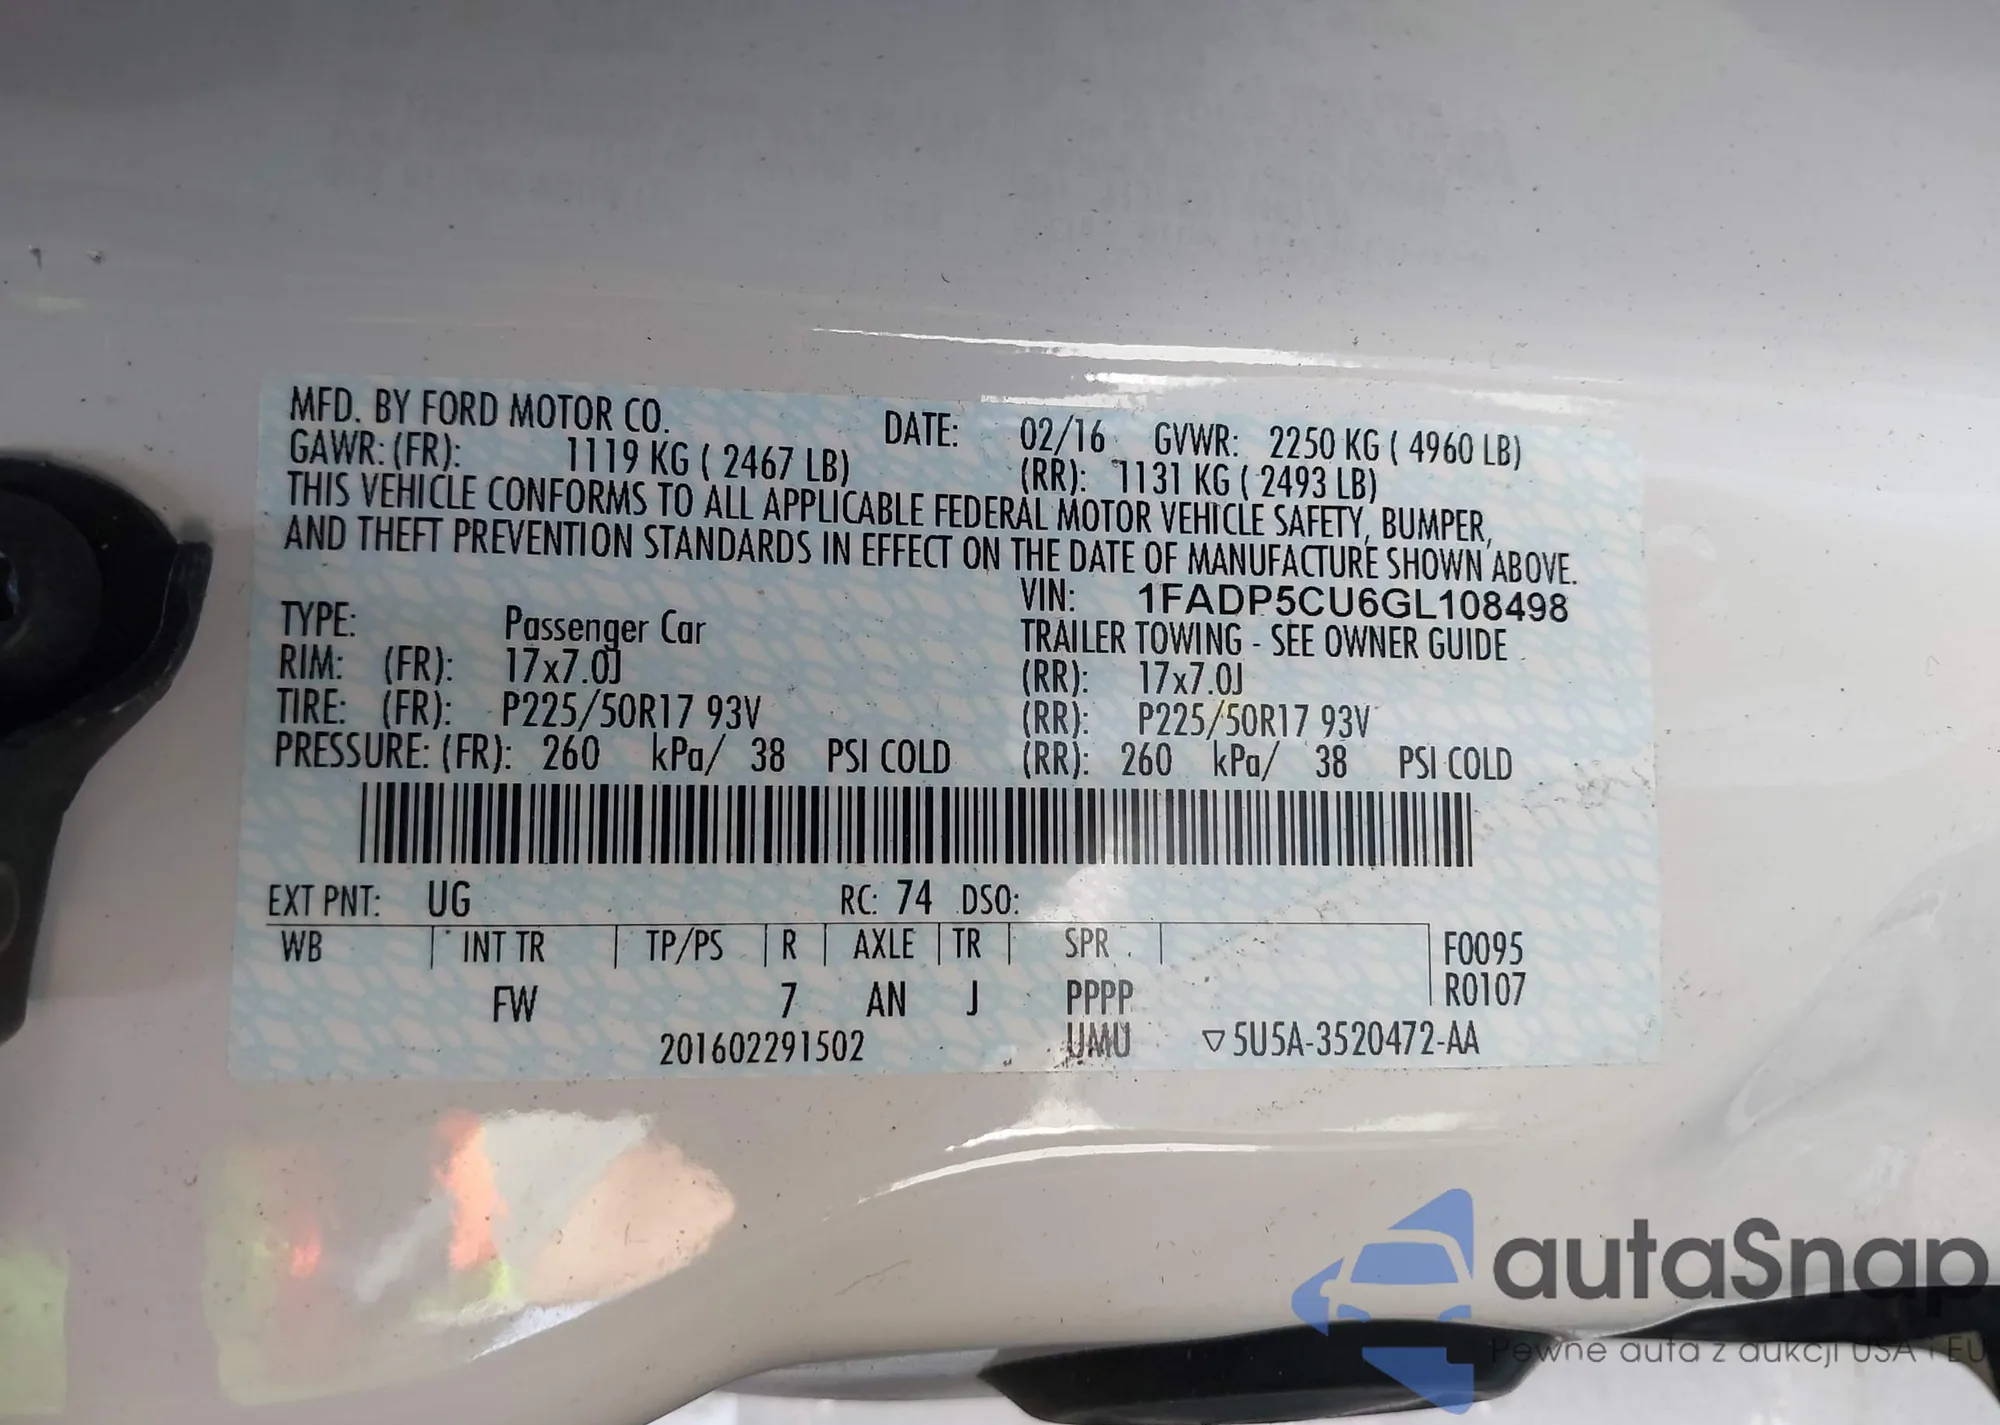 MFD. BY FORD MOTOR CO. DATE: 02/16 GVWR: 2250 KG ( 4960 LB)
GAWR: (FR): 1119 KG ( 2467 LB) (RR): 1131 KG ( 2493 LB)
THIS VEHICLE CONFORMS TO ALL APPLICABLE FEDERAL MOTOR VEHICLE SAFETY, BUMPER,
AND THEFT PREVENTION STANDARDS IN EFFECT ON THE DATE OF MANUFACTURE SHOWN ABOVE.
VIN: 1FADP5CU6GL108498
TYPE: Passenger Car TRAILER TOWING - SEE OWNER GUIDE
RIM: (FR): 17x7.0J (RR): 17x7.0J
TIRE: (FR): P225/50R17 93V (RR): P225/50R17 93V
PRESSURE: (FR): 260 kPa/ 38 PSI COLD (RR): 260 kPa/ 38 PSI COLD
EXT PNT: UG RC: 74 DSO:
WB INT TR TP/PS R AXLE TR SPR F0095
R0107
FW 7 AN J PPPP
201602291502 UMU ▽5U5A-3520472-AA
autaSnap
Pewne auta z aukcji USA i EU